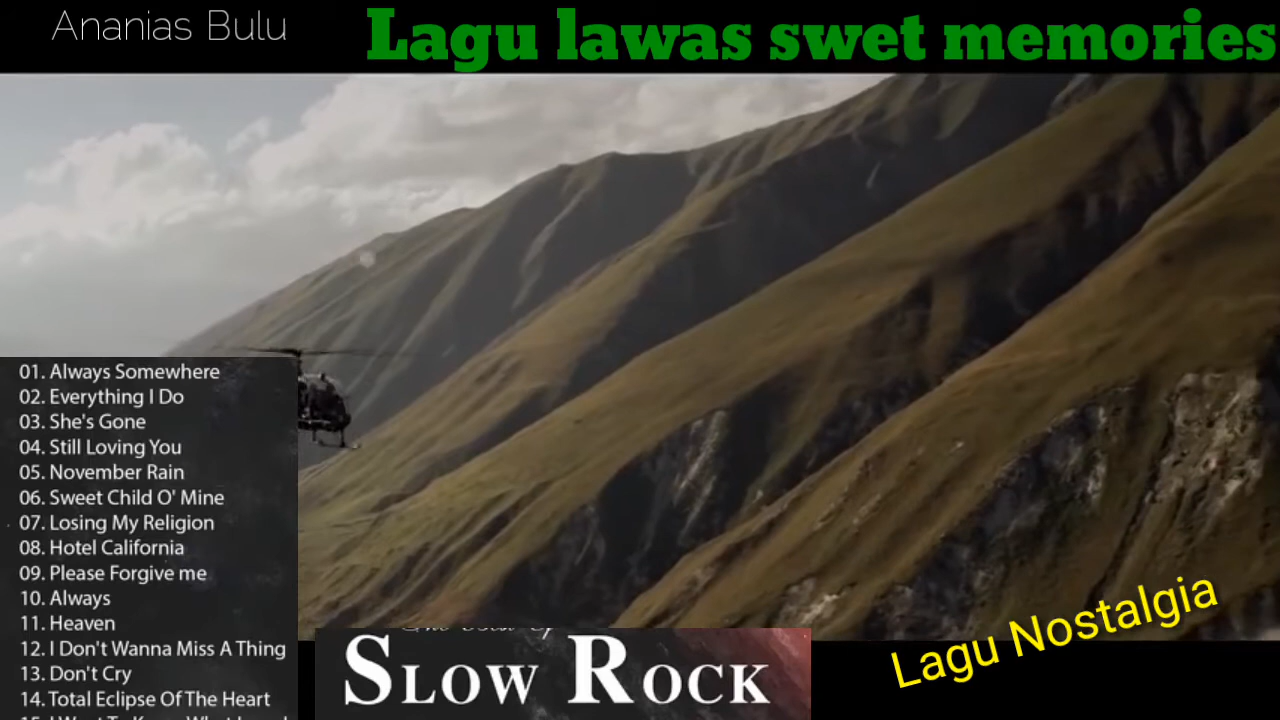 Ananias Bulu
Lagu lawas swet memories
01. Always Somewhere
02. Everything I Do
03. She's Gone
04. Still Loving You
05. November Rain
06. Sweet Child O' Mine
07. Losing My Religion
08. Hotel California
09. Please Forgive me
10. Always
11. Heaven
12. I Don't Wanna Miss A Thing
13. Don't Cry
14. Total Eclipse Of The Heart
SLOW ROCK
Lagu Nostalgia